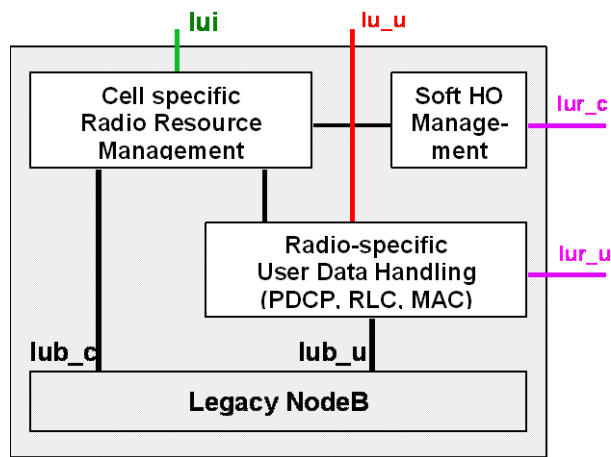 Iui
Iu_u
Cell specific
Radio Resource
Management
Soft HO
Manage-
ment
Iur_c
Radio-specific
User Data Handling
(PDCP, RLC, MAC)
Iur_u
Iub_c
Iub_u
Legacy NodeB